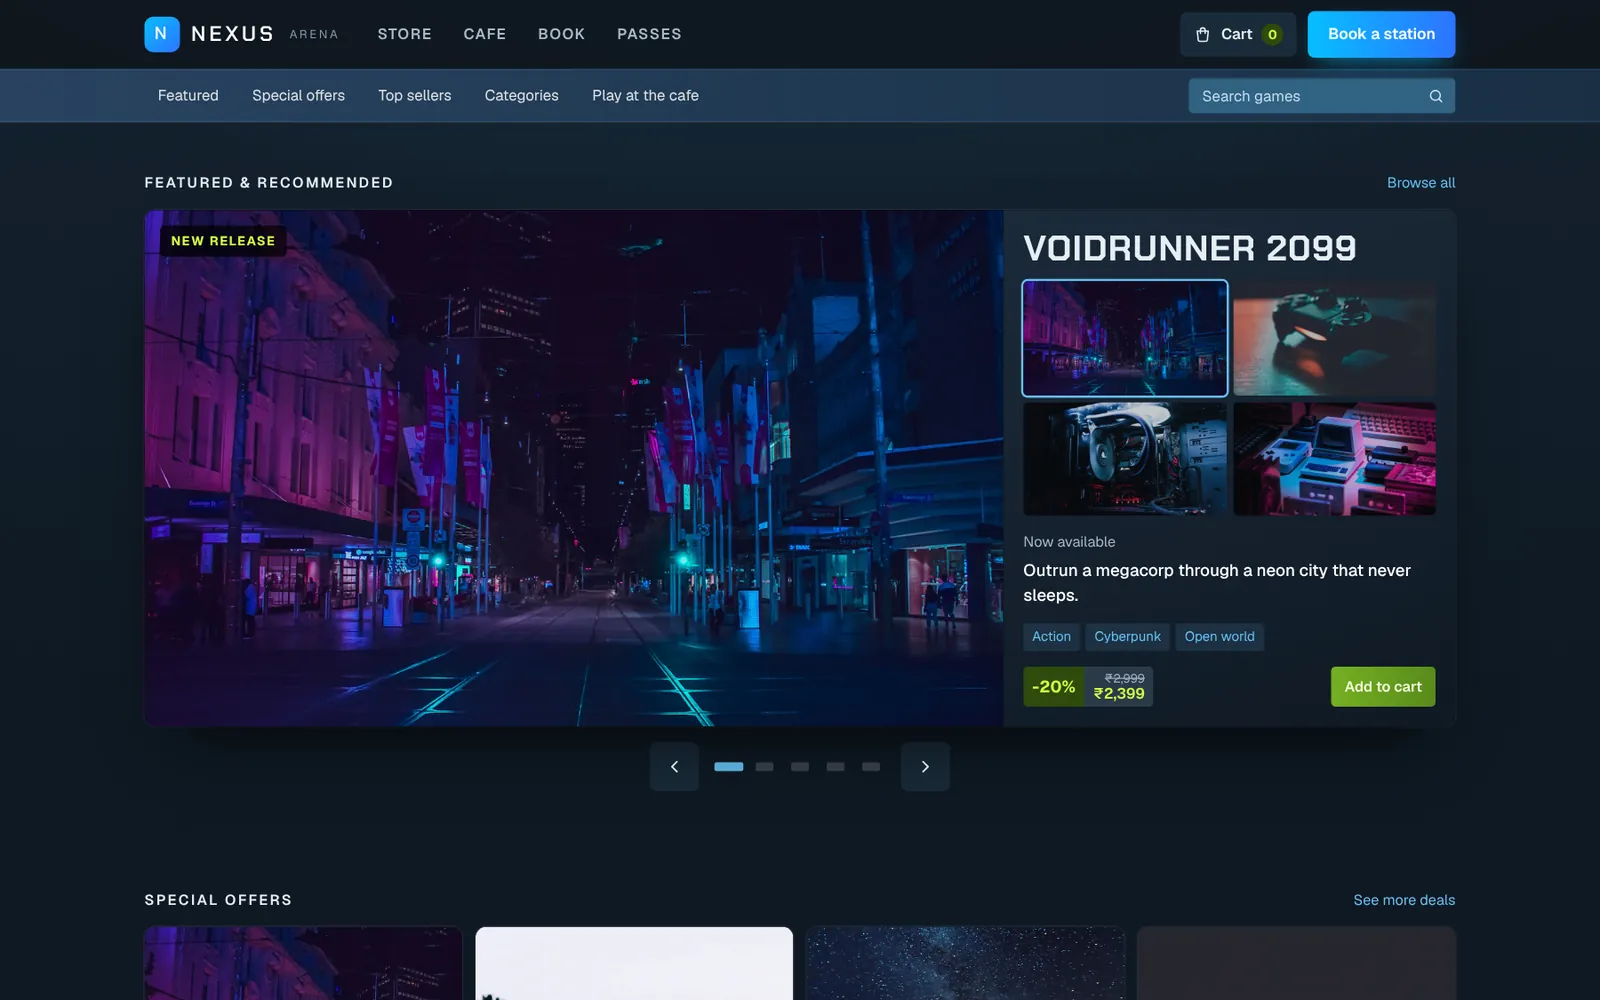 N NEXUS ARENA STORE CAFE BOOK PASSES Cart 0 Book a station
Featured Special offers Top sellers Categories Play at the cafe Search games
FEATURED & RECOMMENDED Browse all
NEW RELEASE
VOIDRUNNER 2099
Now available
Outrun a megacorp through a neon city that never
sleeps.
Action Cyberpunk Open world
-20% ₹2,999 ₹2,399 Add to cart
SPECIAL OFFERS See more deals